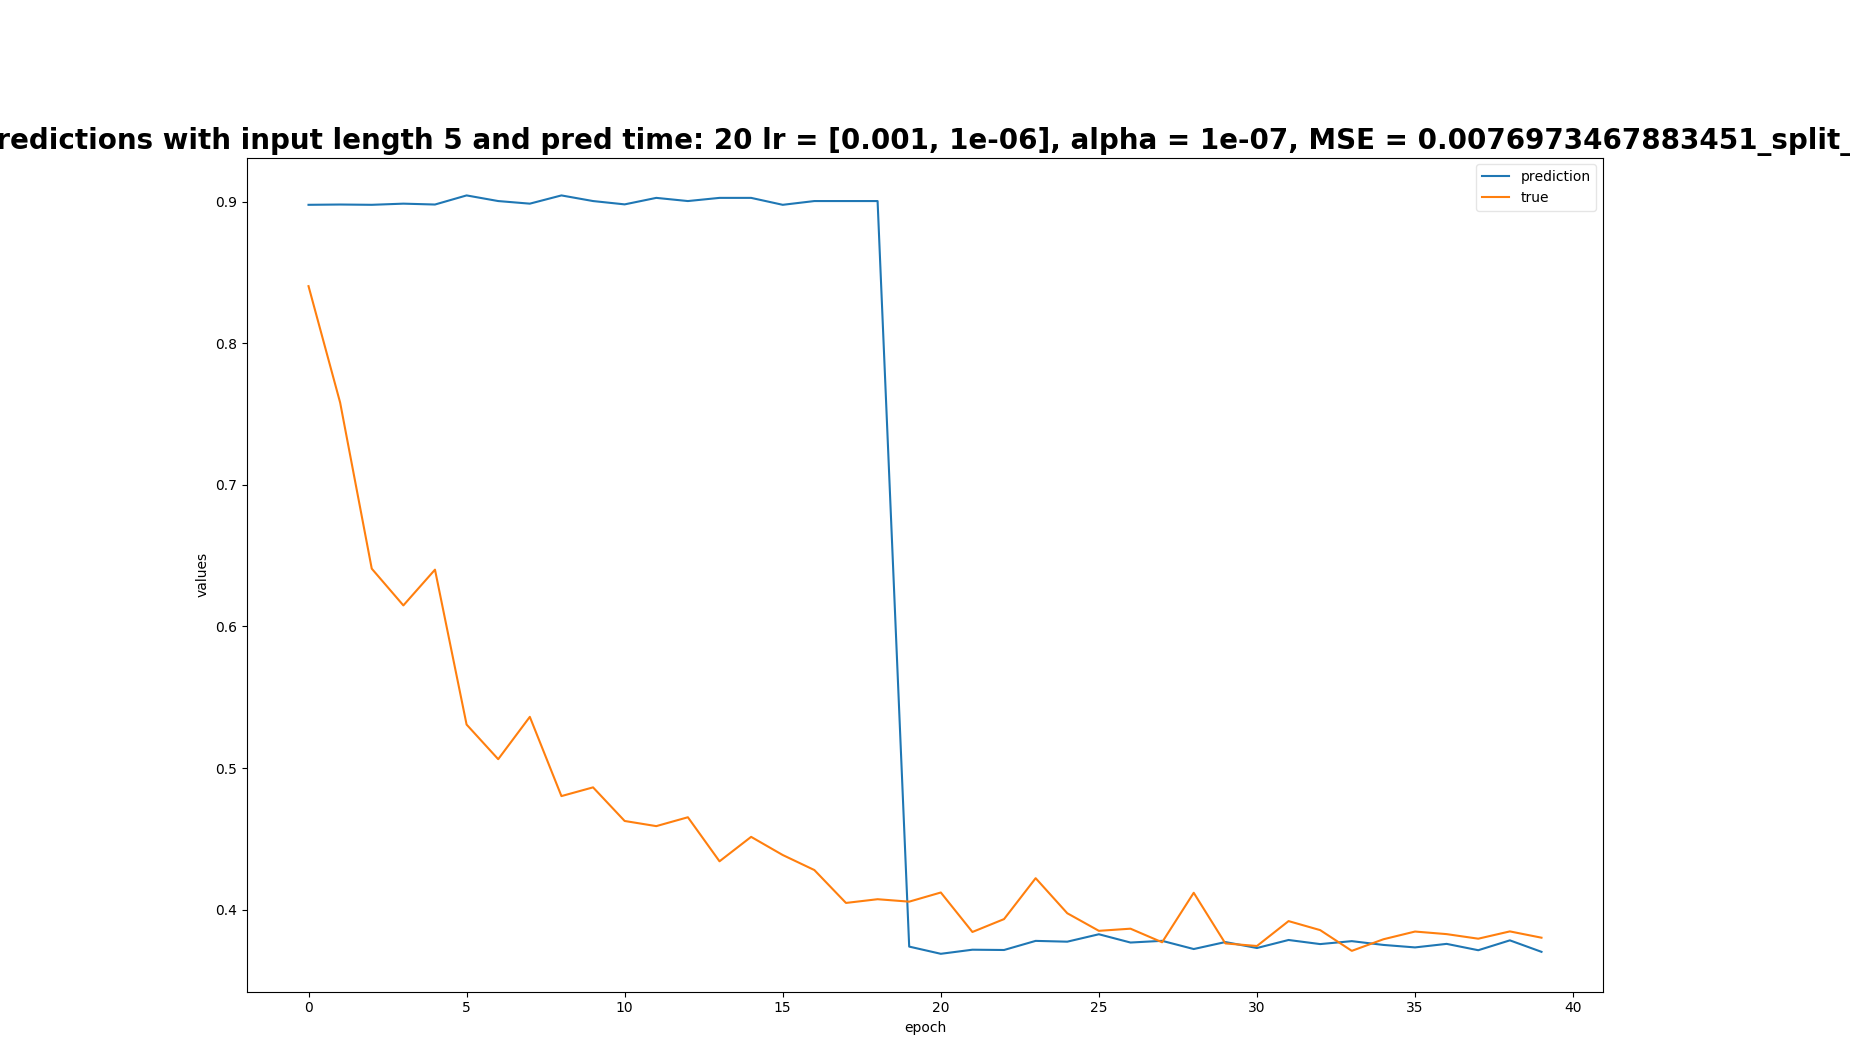 redictions with input length 5 and pred time: 20 lr = [0.001, 1e-06], alpha = 1e-07, MSE = 0.0076973467883451_split_
prediction
true
0.9
0.8
0.7
0.6
0.5
0.4
values
0 5 10 15 20 25 30 35 40
epoch